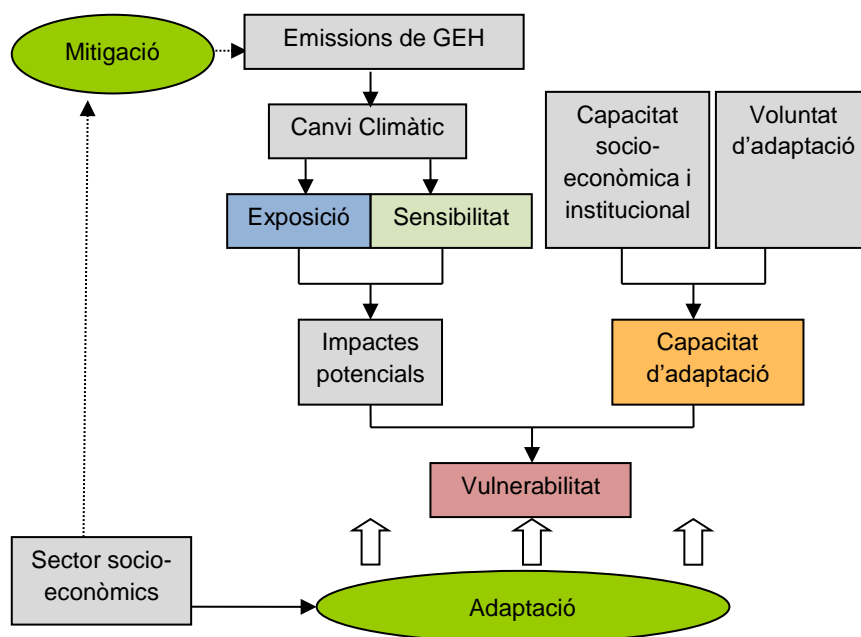 Mitigació
Emissions de GEH
Canvi Climàtic
Capacitat
socio-
econòmica i
institucional
Voluntat
d’adaptació
Exposició
Sensibilitat
Impactes
potencials
Capacitat
d’adaptació
Vulnerabilitat
Sector socio-
econòmics
Adaptació